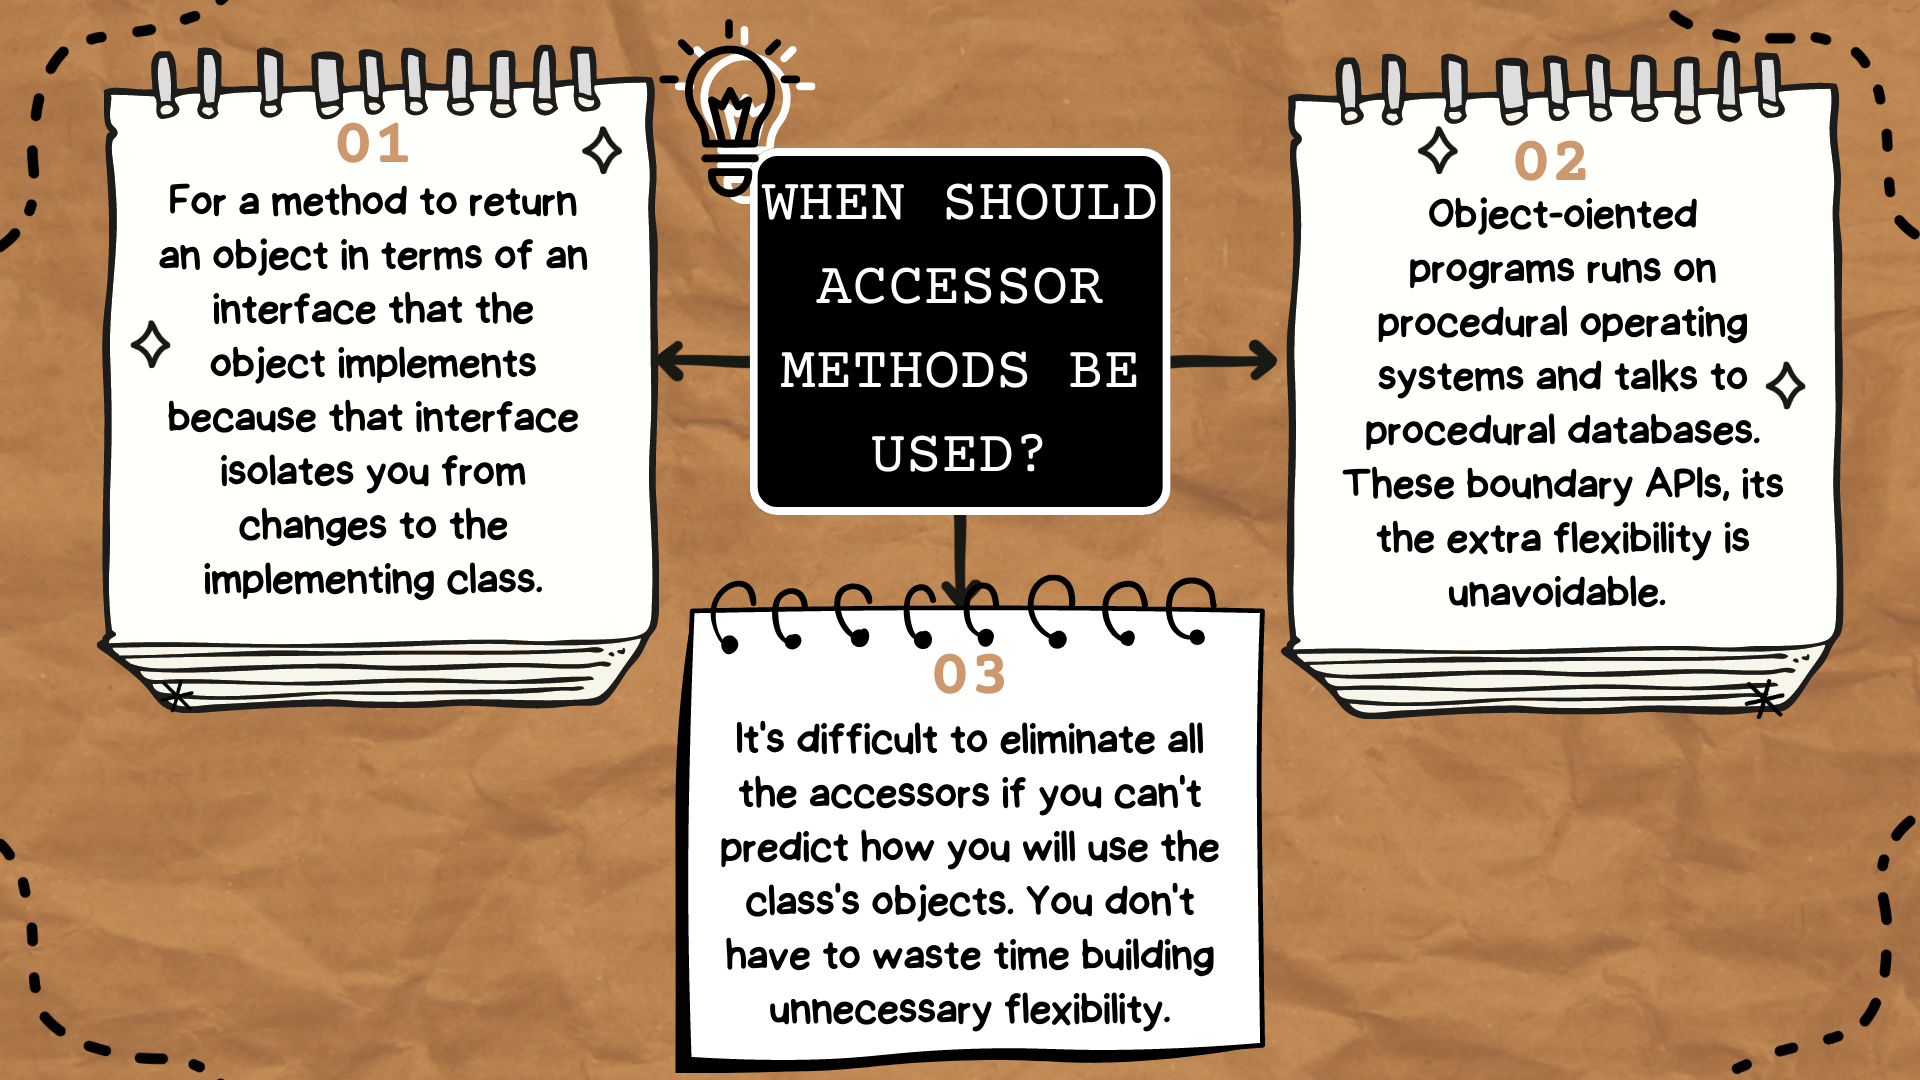 WHEN SHOULD
ACCESSOR
METHODS BE
USED?
01
For a method to return
an object in terms of an
interface that the
object implements
because that interface
isolates you from
changes to the
implementing class.
02
Object-oiented
programs runs on
procedural operating
systems and talks to
procedural databases.
These boundary APIs, its
the extra flexibility is
unavoidable.
03
It's difficult to eliminate all
the accessors if you can't
predict how you will use the
class's objects. You don't
have to waste time building
unnecessary flexibility.